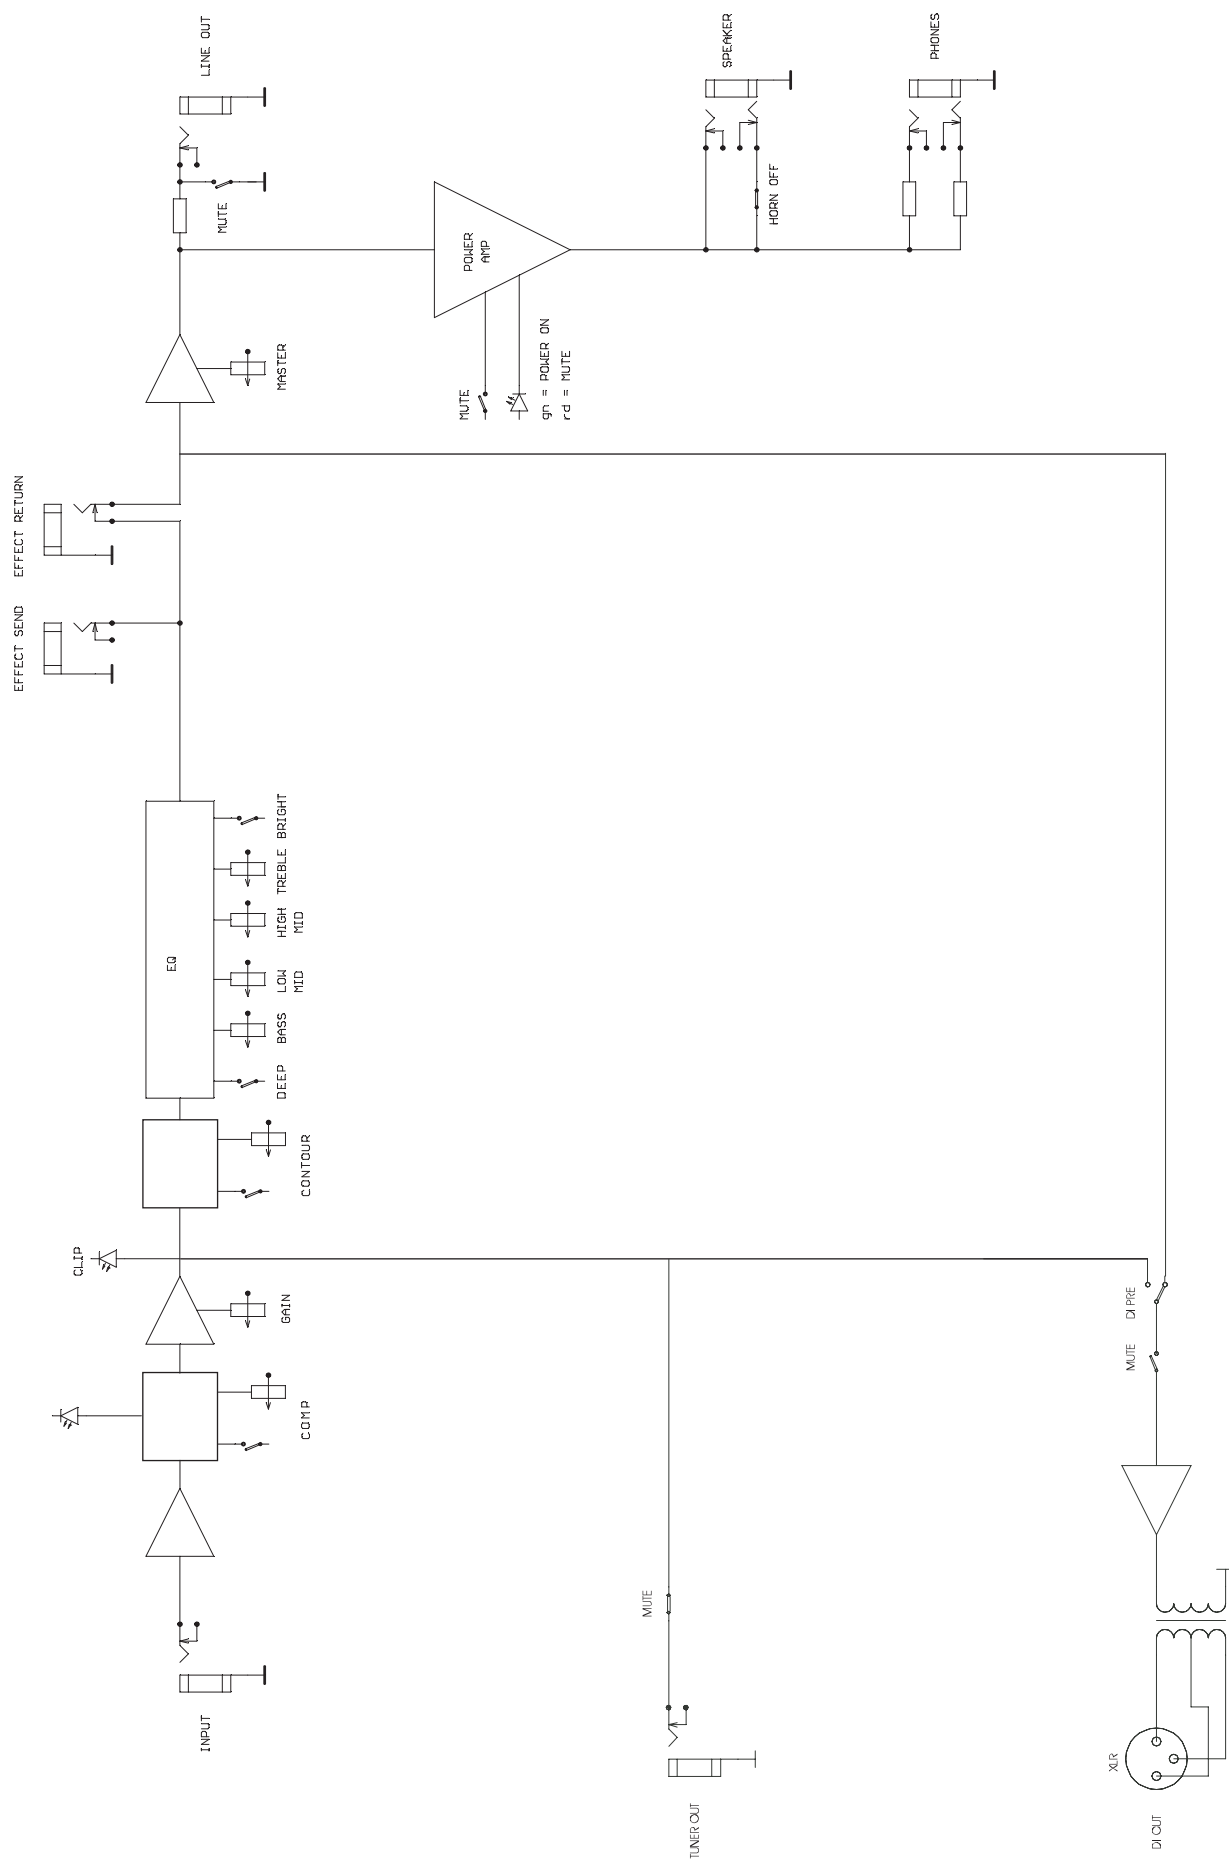 INPUT
COMP
GAIN
CLIP
CONTOUR
DEEP
BASS
LOW
MID
HIGH
MID
TREBLE
BRIGHT
EQ
EFFECT SEND
EFFECT RETURN
MASTER
MUTE
LINE OUT
POWER
AMP
MUTE
gn = POWER ON
rd = MUTE
HORN OFF
SPEAKER
PHONES
TUNER OUT
MUTE
DI OUT
XLR
MUTE
DI PRE